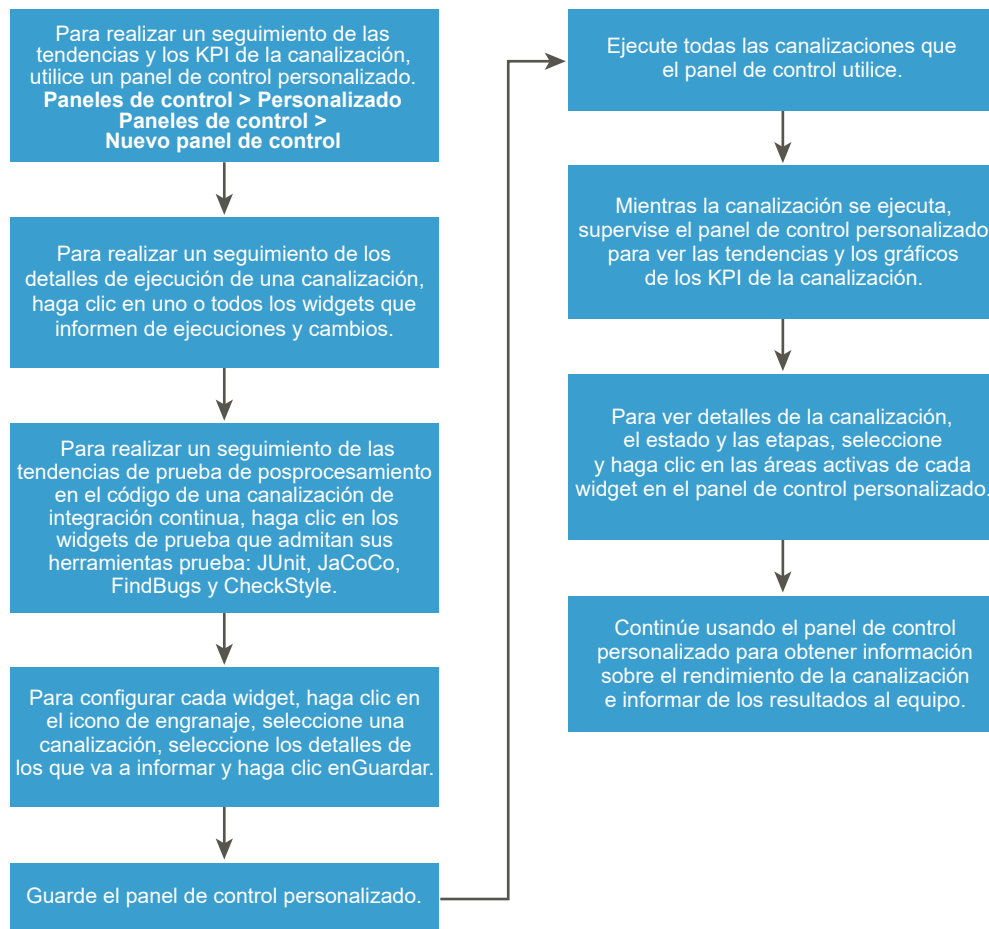 Para realizar un seguimiento de las
tendencias y los KPI de la canalización,
utilice un panel de control personalizado.
Paneles de control > Personalizado
Paneles de control >
Nuevo panel de control
Para realizar un seguimiento de los
detalles de ejecución de una canalización,
haga clic en uno o todos los widgets que
informen de ejecuciones y cambios.
Para realizar un seguimiento de las
tendencias de prueba de posprocesamiento
en el código de una canalización de
integración continua, haga clic en los
widgets de prueba que admitan sus
herramientas prueba: JUnit, JaCoCo,
FindBugs y CheckStyle.
Para configurar cada widget, haga clic en
el icono de engranaje, seleccione una
canalización, seleccione los detalles de
los que va a informar y haga clic enGuardar.
Guarde el panel de control personalizado.
Ejecute todas las canalizaciones que
el panel de control utilice.
Mientras la canalización se ejecuta,
supervise el panel de control personalizado
para ver las tendencias y los gráficos
de los KPI de la canalización.
Para ver detalles de la canalización,
el estado y las etapas, seleccione
y haga clic en las áreas activas de cada
widget en el panel de control personalizado.
Continúe usando el panel de control
personalizado para obtener información
sobre el rendimiento de la canalización
e informar de los resultados al equipo.